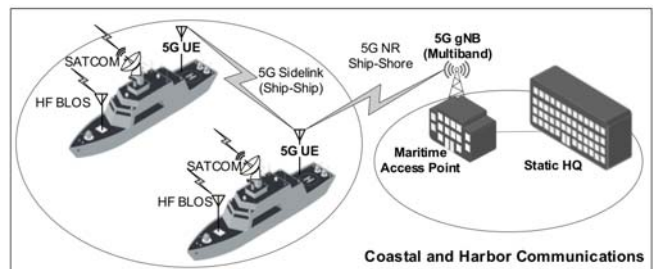 5G UE
SATCOM
HF BLOS
5G Sidelink
(Ship-Ship)
5G NR
Ship-Shore
5G gNB
(Multiband)
5G UE
SATCOM
HF BLOS
Maritime
Access Point
Static HQ
Coastal and Harbor Communications